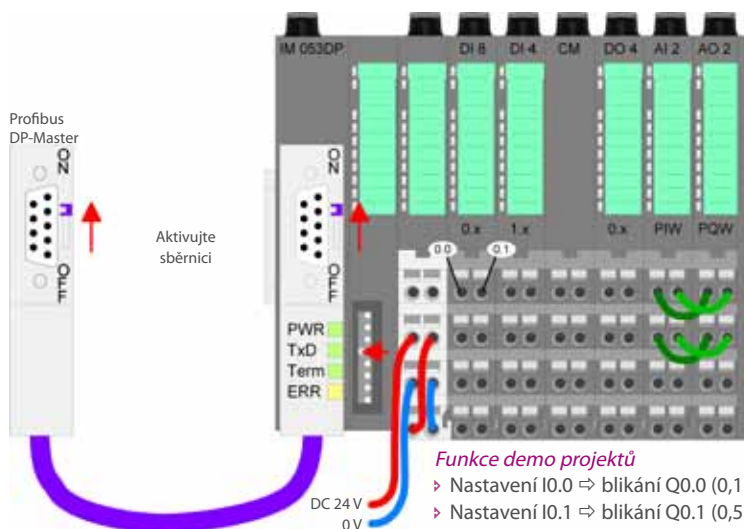 IM 053DP
DI 8 DI 4 CM DO 4 AI 2 AO 2
Profibus
DP-Master
ON
OFF
Aktivujte
sběrnici
ON
OFF
0.x 1.x 0.x PIW PQW
0.0 0.1
PWR
TxD
Term
ERR
DC 24 V
0 V
Funkce demo projektů
Nastavení I0.0 ⇨ blikání Q0.0 (0,1
Nastavení I0.1 ⇨ blikání Q0.1 (0,5